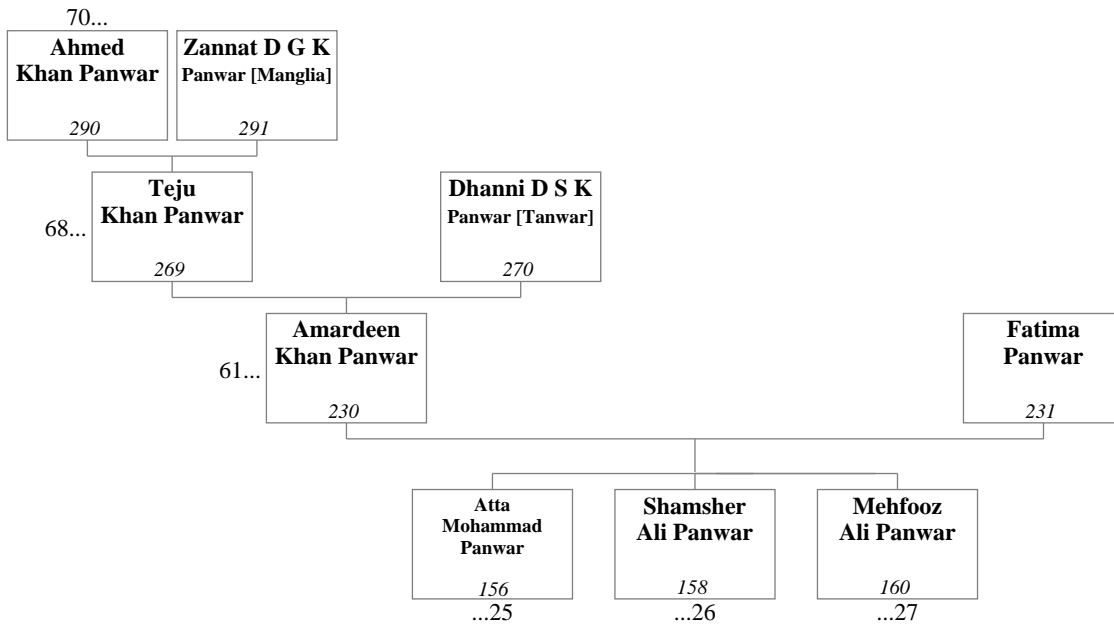 70...
Ahmed
Khan Panwar
290
Zannat D G K
Panwar [Manglia]
291
68...
Teju
Khan Panwar
269
Dhanni D S K
Panwar [Tanwar]
270
61...
Amardeen
Khan Panwar
230
Fatima
Panwar
231
Atta
Mohammad
Panwar
156
...25
Shamsher
Ali Panwar
158
...26
Mehfooz
Ali Panwar
160
...27